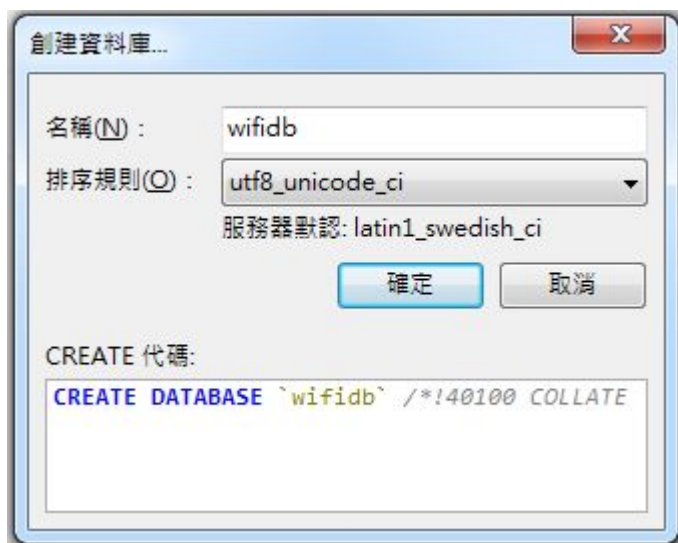 創建資料庫...
名稱(N)： wifidb
排序規則(O)： utf8_unicode_ci
服務器默認: latin1_swedish_ci
確定 取消
CREATE 代碼:
CREATE DATABASE `wifidb` /*!40100 COLLATE